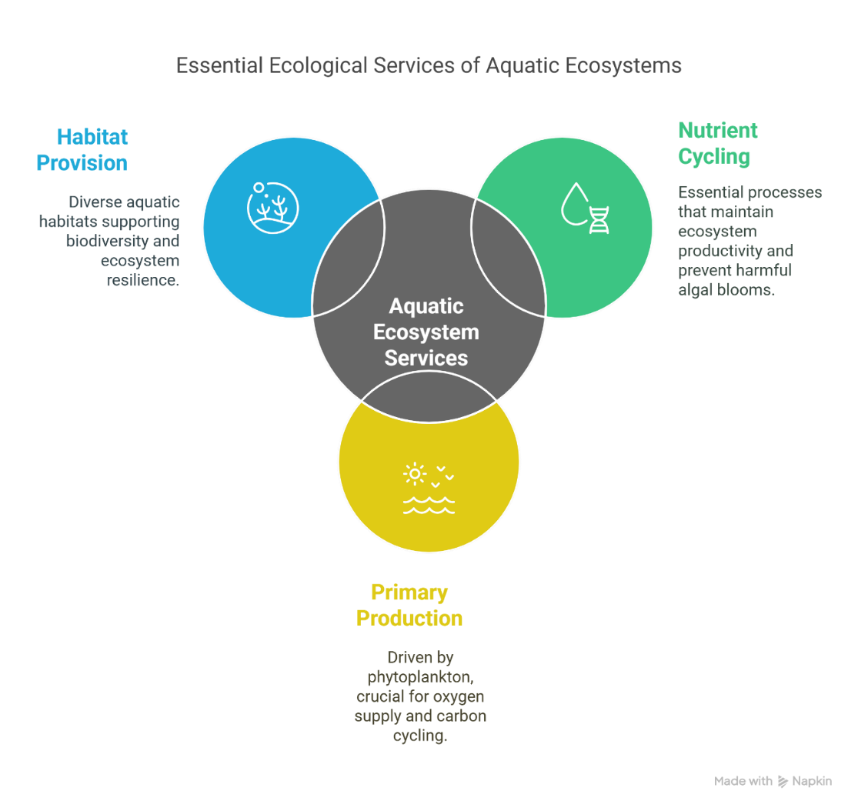 Essential Ecological Services of Aquatic Ecosystems
Habitat
Provision
Diverse aquatic
habitats supporting
biodiversity and
ecosystem
resilience.
Nutrient
Cycling
Essential processes
that maintain
ecosystem
productivity and
prevent harmful
algal blooms.
Aquatic
Ecosystem
Services
Primary
Production
Driven by
phytoplankton,
crucial for oxygen
supply and carbon
cycling.
Made with Napkin